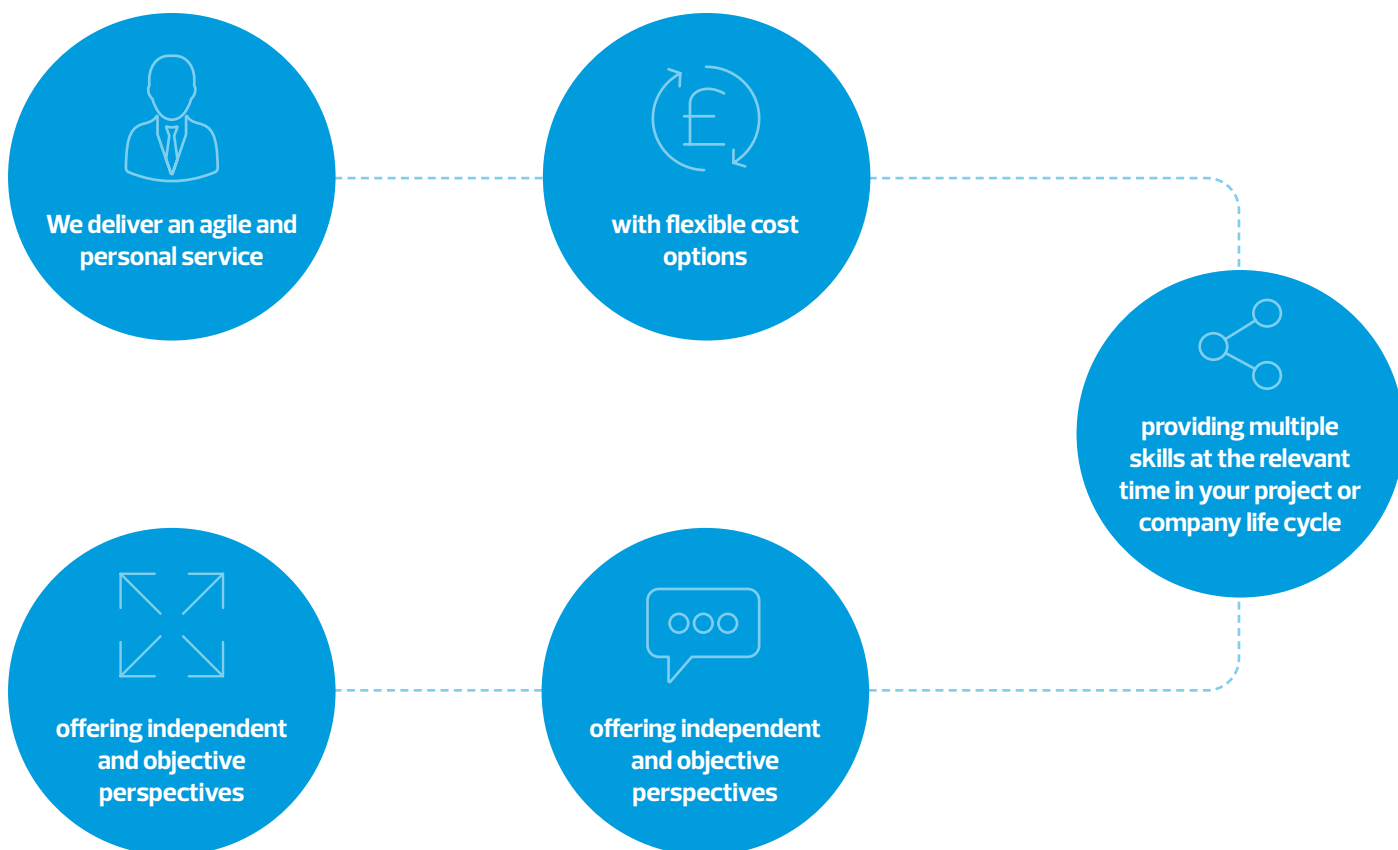 We deliver an agile and
personal service
with flexible cost
options
providing multiple
skills at the relevant
time in your project or
company life cycle
offering independent
and objective
perspectives
offering independent
and objective
perspectives